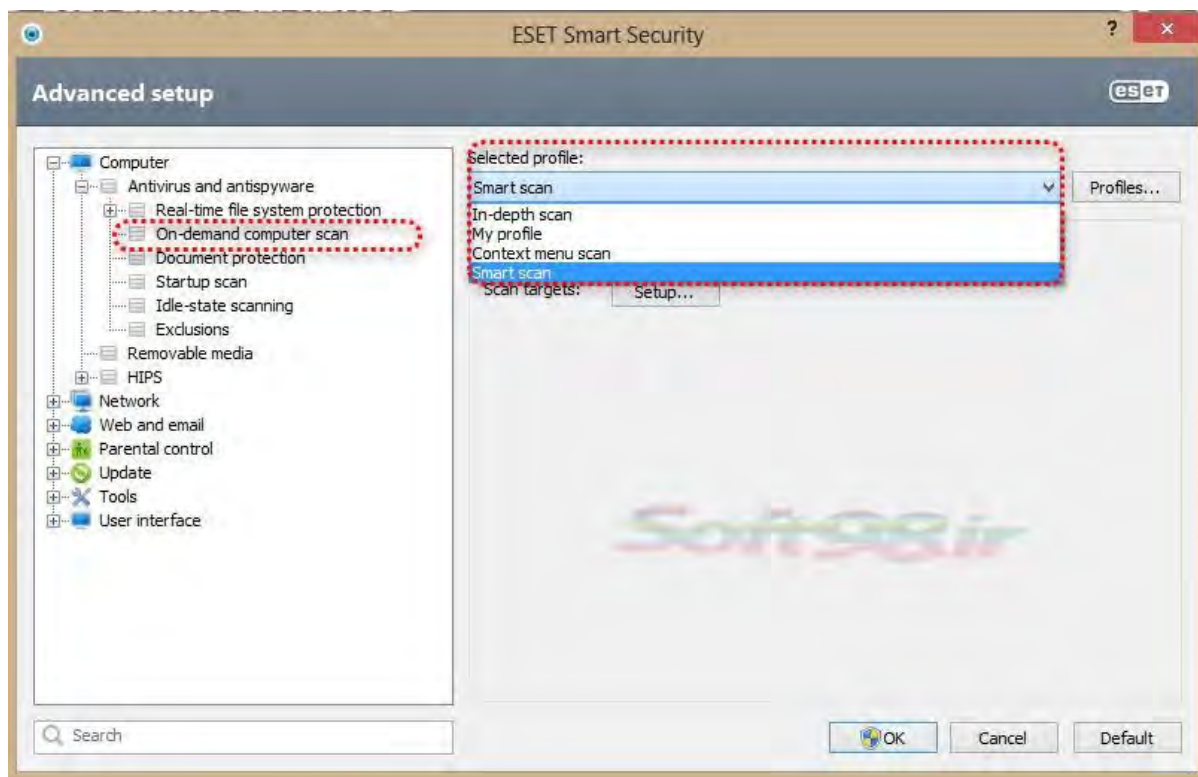 ESET Smart Security
?
Advanced setup
eset
Computer
Antivirus and antispyware
Real-time file system protection
On-demand computer scan
Document protection
Startup scan
Idle-state scanning
Exclusions
Removable media
HIPS
Network
Web and email
Parental control
Update
Tools
User interface
Selected profile:
Smart scan
Profiles...
In-depth scan
My profile
Context menu scan
Smart scan
Scan targets:
Setup...
Soft98.ir
Search
OK
Cancel
Default